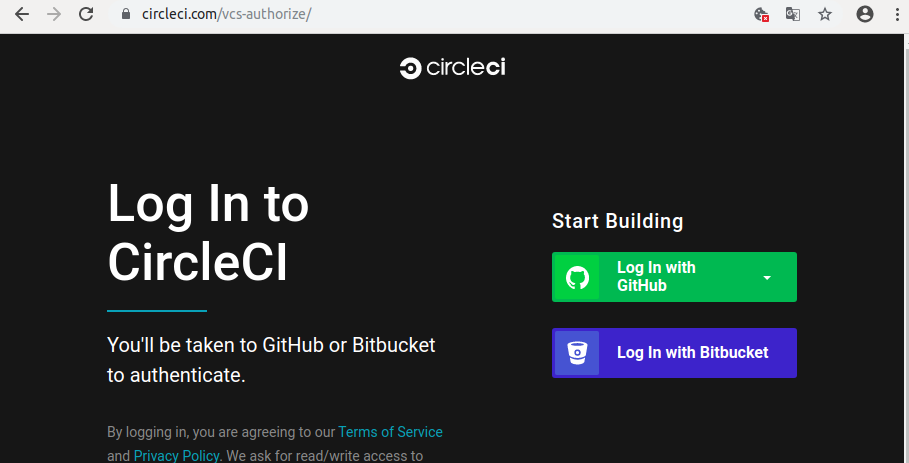 circleci.com/vcs-authorize/
circleci
Log In to
CircleCI
You'll be taken to GitHub or Bitbucket
to authenticate.
By logging in, you are agreeing to our Terms of Service
and Privacy Policy. We ask for read/write access to
Start Building
Log In with
GitHub
Log In with Bitbucket